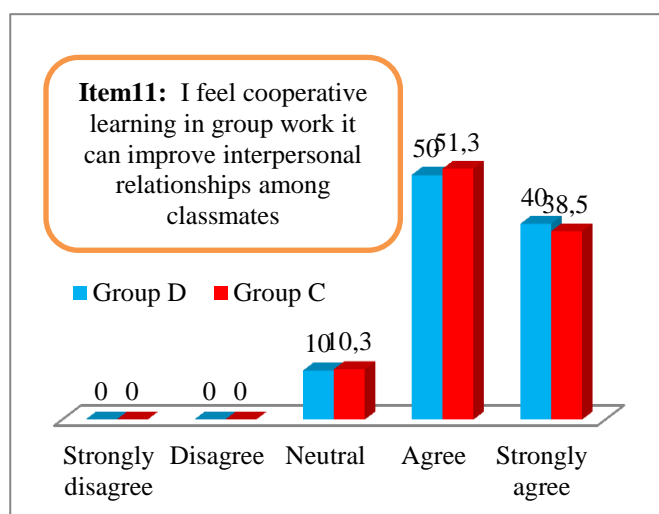 Item11: I feel cooperative
learning in group work it
can improve interpersonal
relationships among
classmates
Group D Group C
0 0 0 0 10 10,3 50 51,3 40 38,5
Strongly disagree
Disagree
Neutral
Agree
Strongly agree